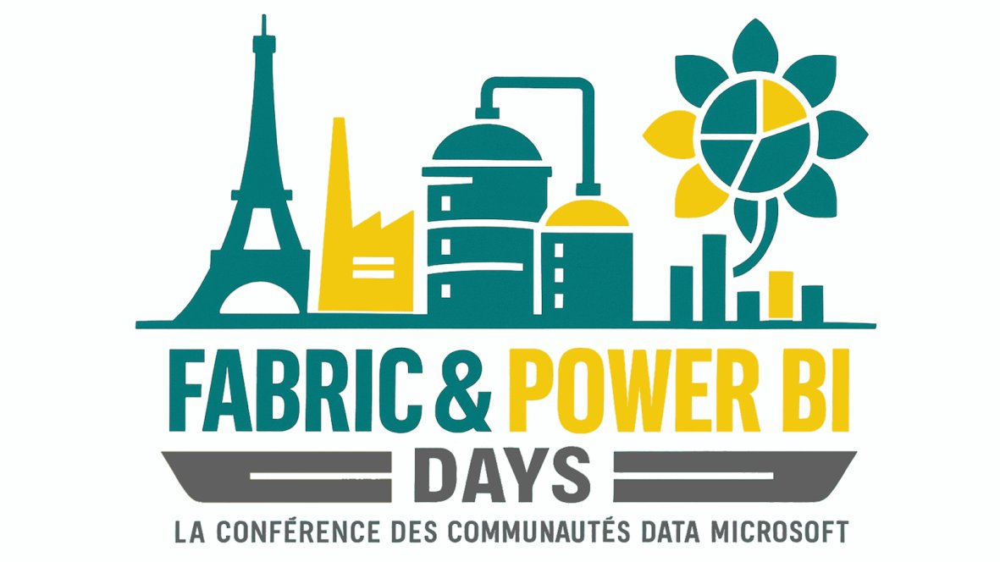 FABRIC & POWER BI
DAYS
LA CONFÉRENCE DES COMMUNAUTÉS DATA MICROSOFT